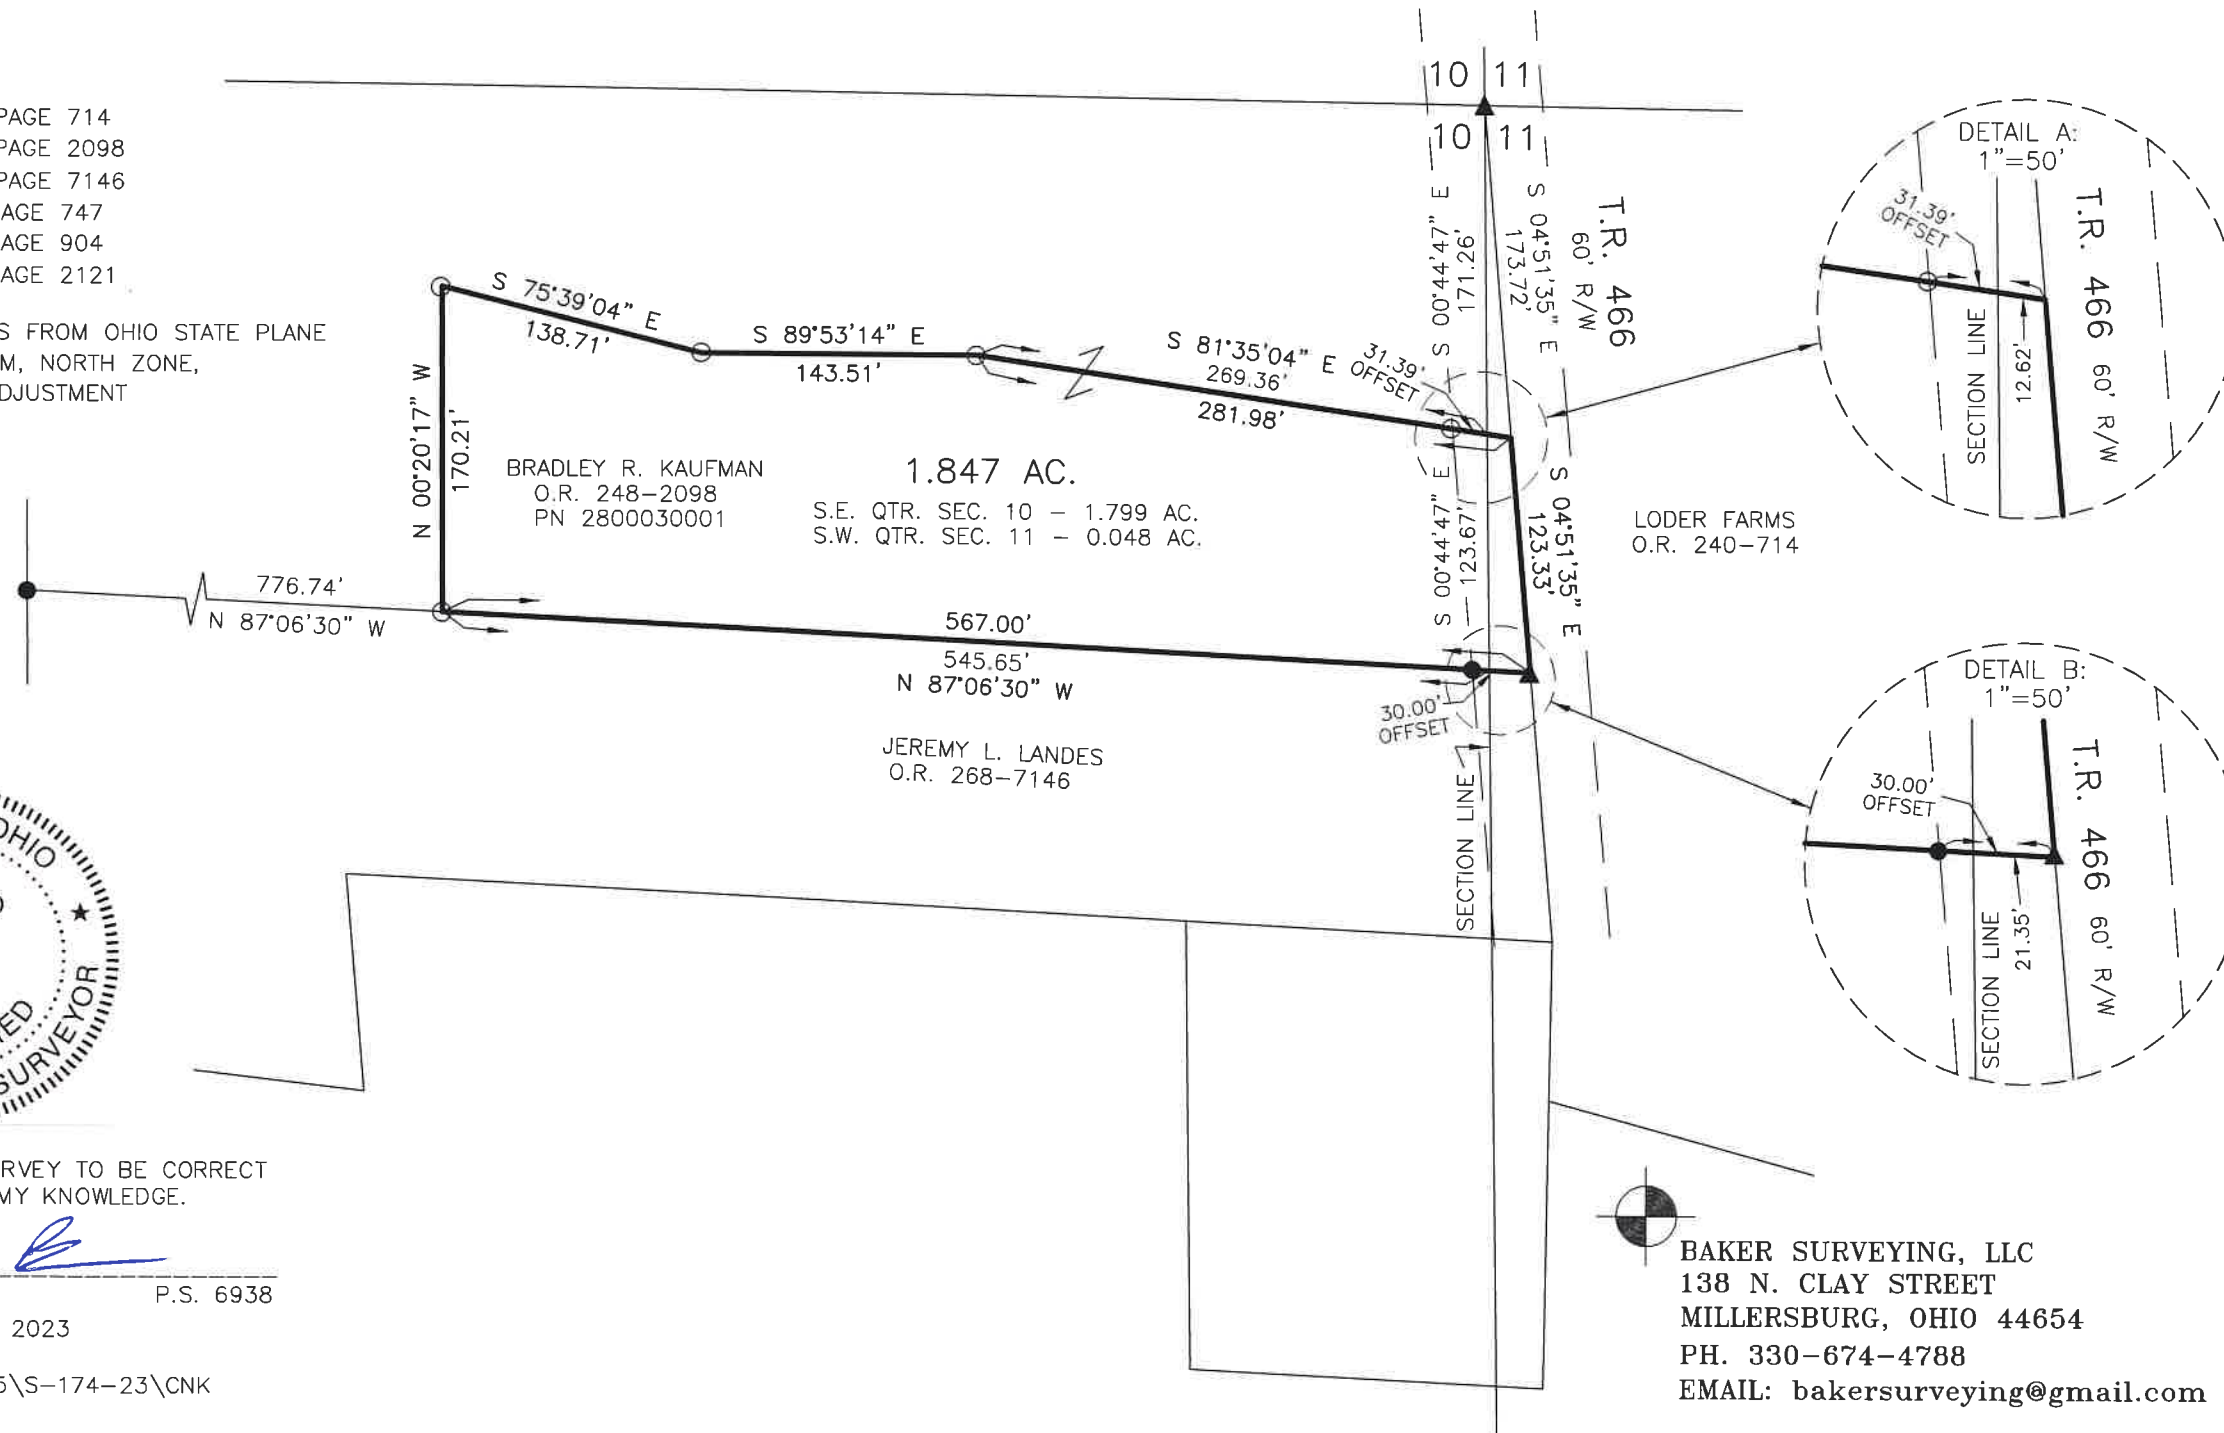 PAGE 714
PAGE 2098
PAGE 7146
AGE 747
AGE 904
AGE 2121
S FROM OHIO STATE PLANE
M, NORTH ZONE,
DJUSTMENT
10 11
10 11
S 00°44'47" E
171.26'
S 04°51'35" E
173.72'
T.R. 466
60' R/W
S 75°39'04" E
138.71'
S 89°53'14" E
143.51'
S 81°35'04" E
269.36'
281.98'
31.39'
OFFSET
N 00°20'17" W
170.21'
BRADLEY R. KAUFMAN
O.R. 248-2098
PN 2800030001
1.847 AC.
S.E. QTR. SEC. 10 - 1.799 AC.
S.W. QTR. SEC. 11 - 0.048 AC.
S 00°44'47" E
123.67'
S 04°51'35" E
123.33'
LODER FARMS
O.R. 240-714
776.74'
N 87°06'30" W
567.00'
545.65'
N 87°06'30" W
30.00'
OFFSET
SECTION LINE
JEREMY L. LANDES
O.R. 268-7146
DETAIL A:
1"=50'
31.39'
OFFSET
SECTION LINE
12.62'
T.R. 466 60' R/W
DETAIL B:
1"=50'
30.00'
OFFSET
SECTION LINE
21.35'
T.R. 466 60' R/W
OHIO
SURVEYOR
RVEY TO BE CORRECT
MY KNOWLEDGE.
P.S. 6938
2023
5\S-174-23\CNK
BAKER SURVEYING, LLC
138 N. CLAY STREET
MILLERSBURG, OHIO 44654
PH. 330-674-4788
EMAIL: bakersurveying@gmail.com